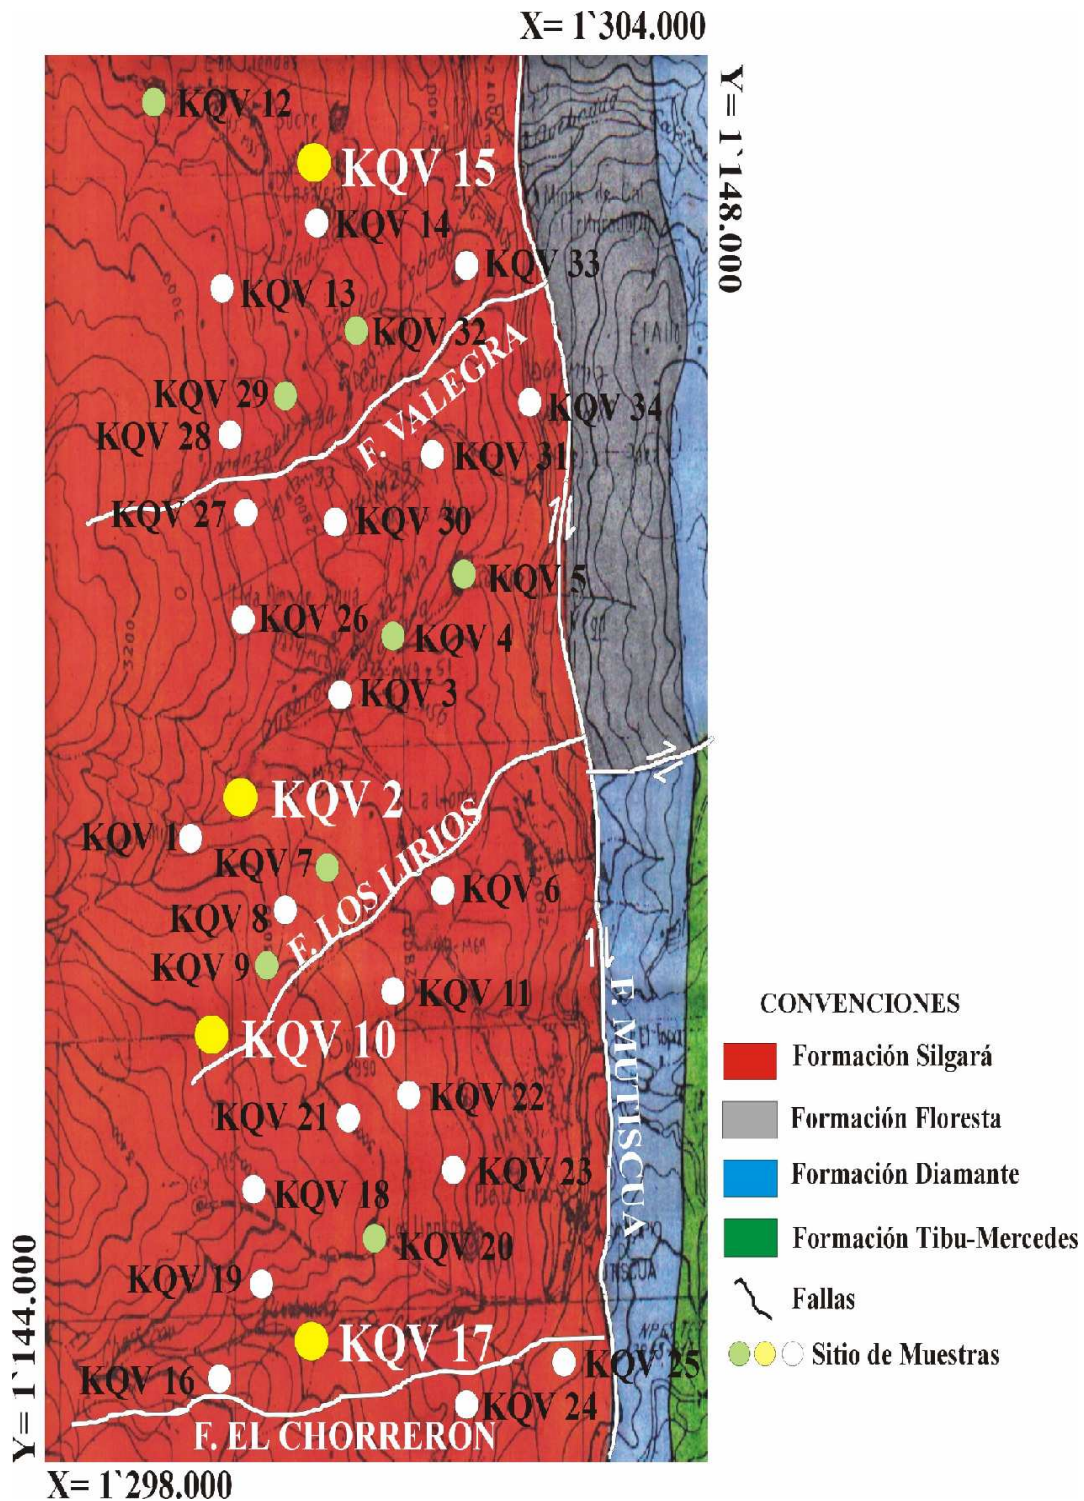 X= 1`304.000
Y= 1`148.000
KQV 12
KQV 15
KQV 14
KQV 33
KQV 13
KQV 32
F. VALEGRA
KQV 29
KQV 34
KQV 28
KQV 31
KQV 27
KQV 30
2800
KQV 5
KQV 26
KQV 4
3200
KQV 3
KQV 2
KQV 1
F. LOS LIRIOS
KQV 7
KQV 6
KQV 8
KQV 9
KQV 11
F. MUTISCUA
KQV 10
KQV 22
KQV 21
KQV 23
KQV 18
KQV 20
KQV 19
KQV 17
KQV 16
KQV 25
KQV 24
F. EL CHORRERON
CONVENCIONES
Formación Silgará
Formación Floresta
Formación Diamante
Formación Tibu-Mercedes
Fallas
Sitio de Muestras
Y= 1`144.000
X= 1`298.000